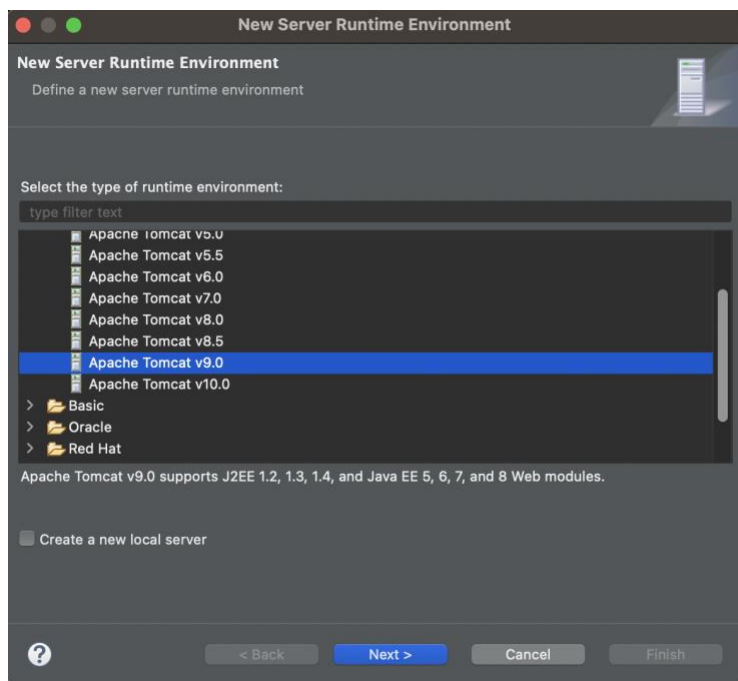 New Server Runtime Environment
New Server Runtime Environment
Define a new server runtime environment
Select the type of runtime environment:
type filter text
Apache Tomcat v5.0
Apache Tomcat v5.5
Apache Tomcat v6.0
Apache Tomcat v7.0
Apache Tomcat v8.0
Apache Tomcat v8.5
Apache Tomcat v9.0
Apache Tomcat v10.0
> Basic
> Oracle
> Red Hat
Apache Tomcat v9.0 supports J2EE 1.2, 1.3, 1.4, and Java EE 5, 6, 7, and 8 Web modules.
Create a new local server
? < Back Next > Cancel Finish